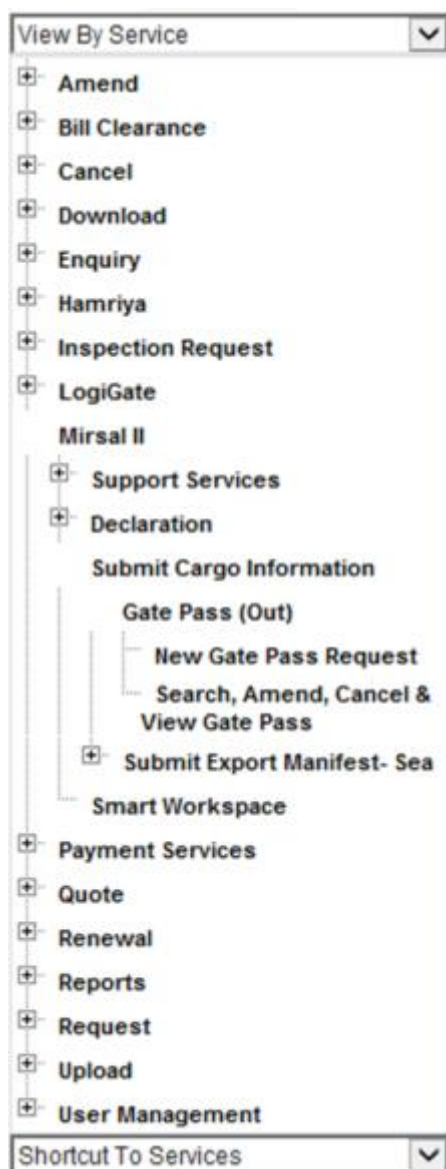 View By Service
Amend
Bill Clearance
Cancel
Download
Enquiry
Hamriya
Inspection Request
LogiGate
Mirsal II
Support Services
Declaration
Submit Cargo Information
Gate Pass (Out)
New Gate Pass Request
Search, Amend, Cancel &
View Gate Pass
Submit Export Manifest- Sea
Smart Workspace
Payment Services
Quote
Renewal
Reports
Request
Upload
User Management
Shortcut To Services